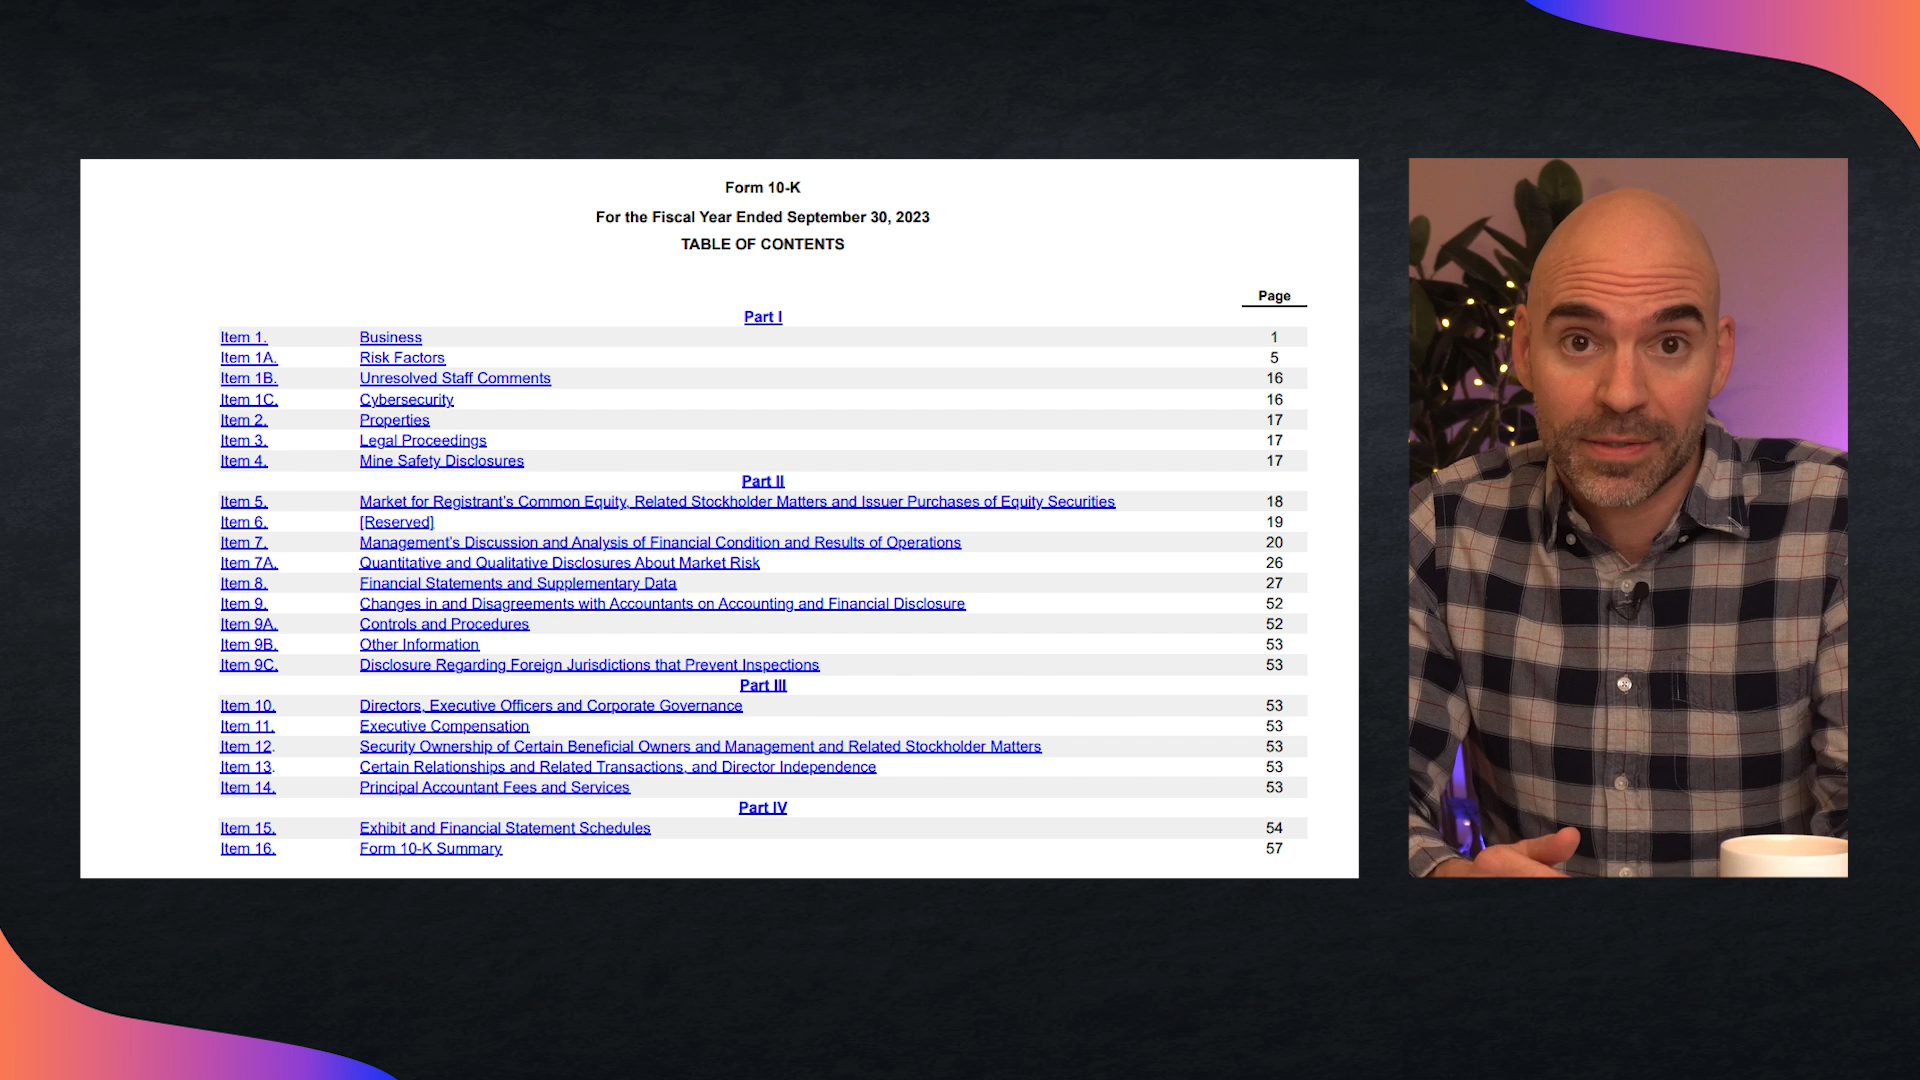 Form 10-K
For the Fiscal Year Ended September 30, 2023
TABLE OF CONTENTS
Page
Part I
Item 1. Business 1
Item 1A. Risk Factors 5
Item 1B. Unresolved Staff Comments 16
Item 1C. Cybersecurity 16
Item 2. Properties 17
Item 3. Legal Proceedings 17
Item 4. Mine Safety Disclosures 17
Part II
Item 5. Market for Registrant's Common Equity, Related Stockholder Matters and Issuer Purchases of Equity Securities 18
Item 6. [Reserved] 19
Item 7. Management's Discussion and Analysis of Financial Condition and Results of Operations 20
Item 7A. Quantitative and Qualitative Disclosures About Market Risk 26
Item 8. Financial Statements and Supplementary Data 27
Item 9. Changes in and Disagreements with Accountants on Accounting and Financial Disclosure 52
Item 9A. Controls and Procedures 52
Item 9B. Other Information 53
Item 9C. Disclosure Regarding Foreign Jurisdictions that Prevent Inspections 53
Part III
Item 10. Directors, Executive Officers and Corporate Governance 53
Item 11. Executive Compensation 53
Item 12. Security Ownership of Certain Beneficial Owners and Management and Related Stockholder Matters 53
Item 13. Certain Relationships and Related Transactions, and Director Independence 53
Item 14. Principal Accountant Fees and Services 53
Part IV
Item 15. Exhibit and Financial Statement Schedules 54
Item 16. Form 10-K Summary 57